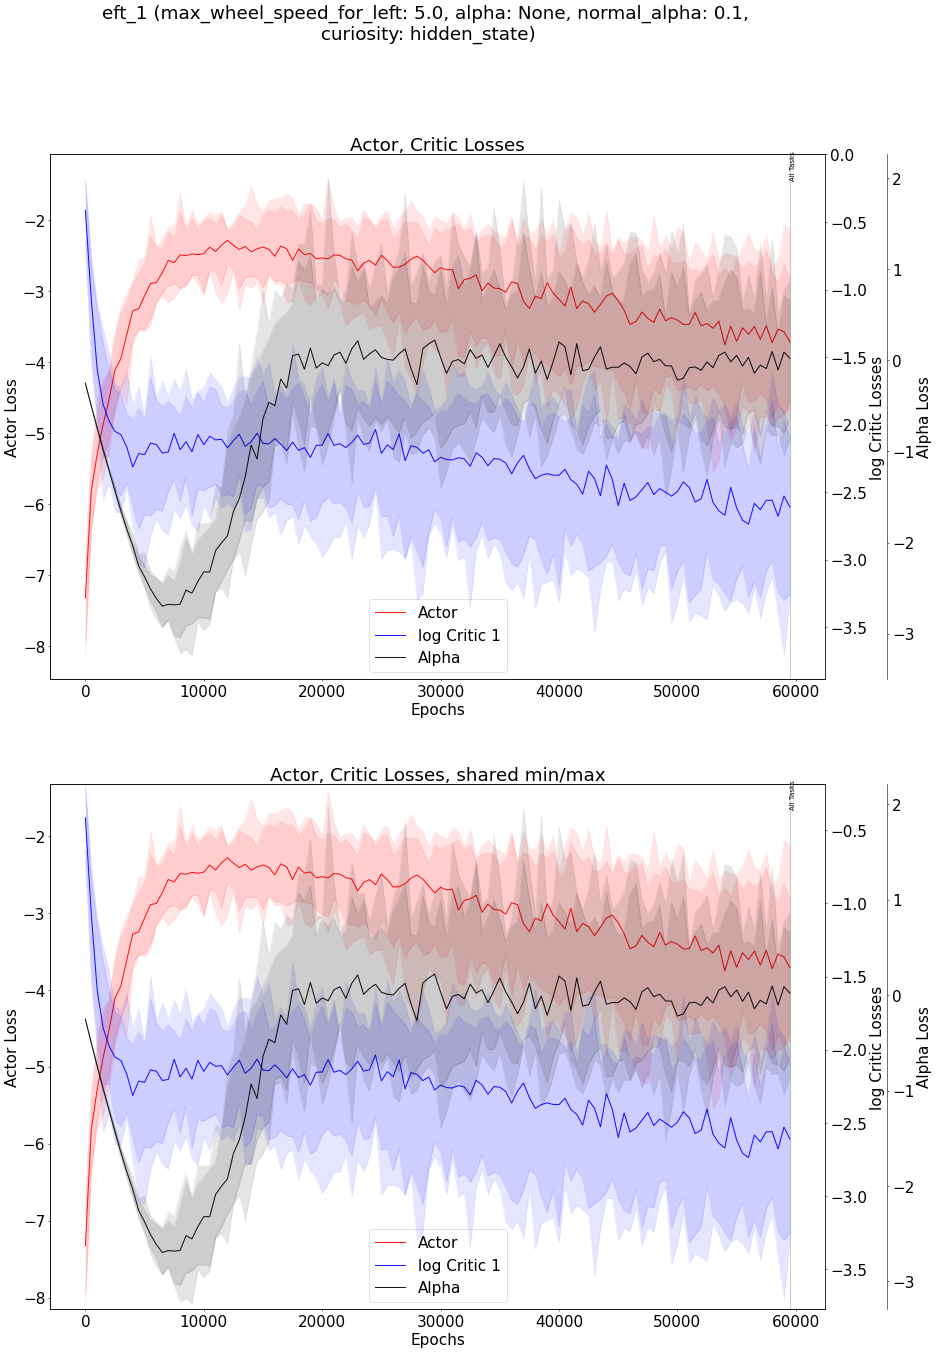 eft_1 (max_wheel_speed_for_left: 5.0, alpha: None, normal_alpha: 0.1,
curiosity: hidden_state)
Actor, Critic Losses
All Tasks
Actor Loss
−2
−3
−4
−5
−6
−7
−8
0.0
−0.5
−1.0
−1.5
−2.0
−2.5
−3.0
−3.5
log Critic Losses
2
1
0
−1
−2
−3
Alpha Loss
Actor
log Critic 1
Alpha
0
10000
20000
30000
40000
50000
60000
Epochs
Actor, Critic Losses, shared min/max
All Tasks
Actor Loss
−2
−3
−4
−5
−6
−7
−8
−0.5
−1.0
−1.5
−2.0
−2.5
−3.0
−3.5
log Critic Losses
2
1
0
−1
−2
−3
Alpha Loss
Actor
log Critic 1
Alpha
0
10000
20000
30000
40000
50000
60000
Epochs